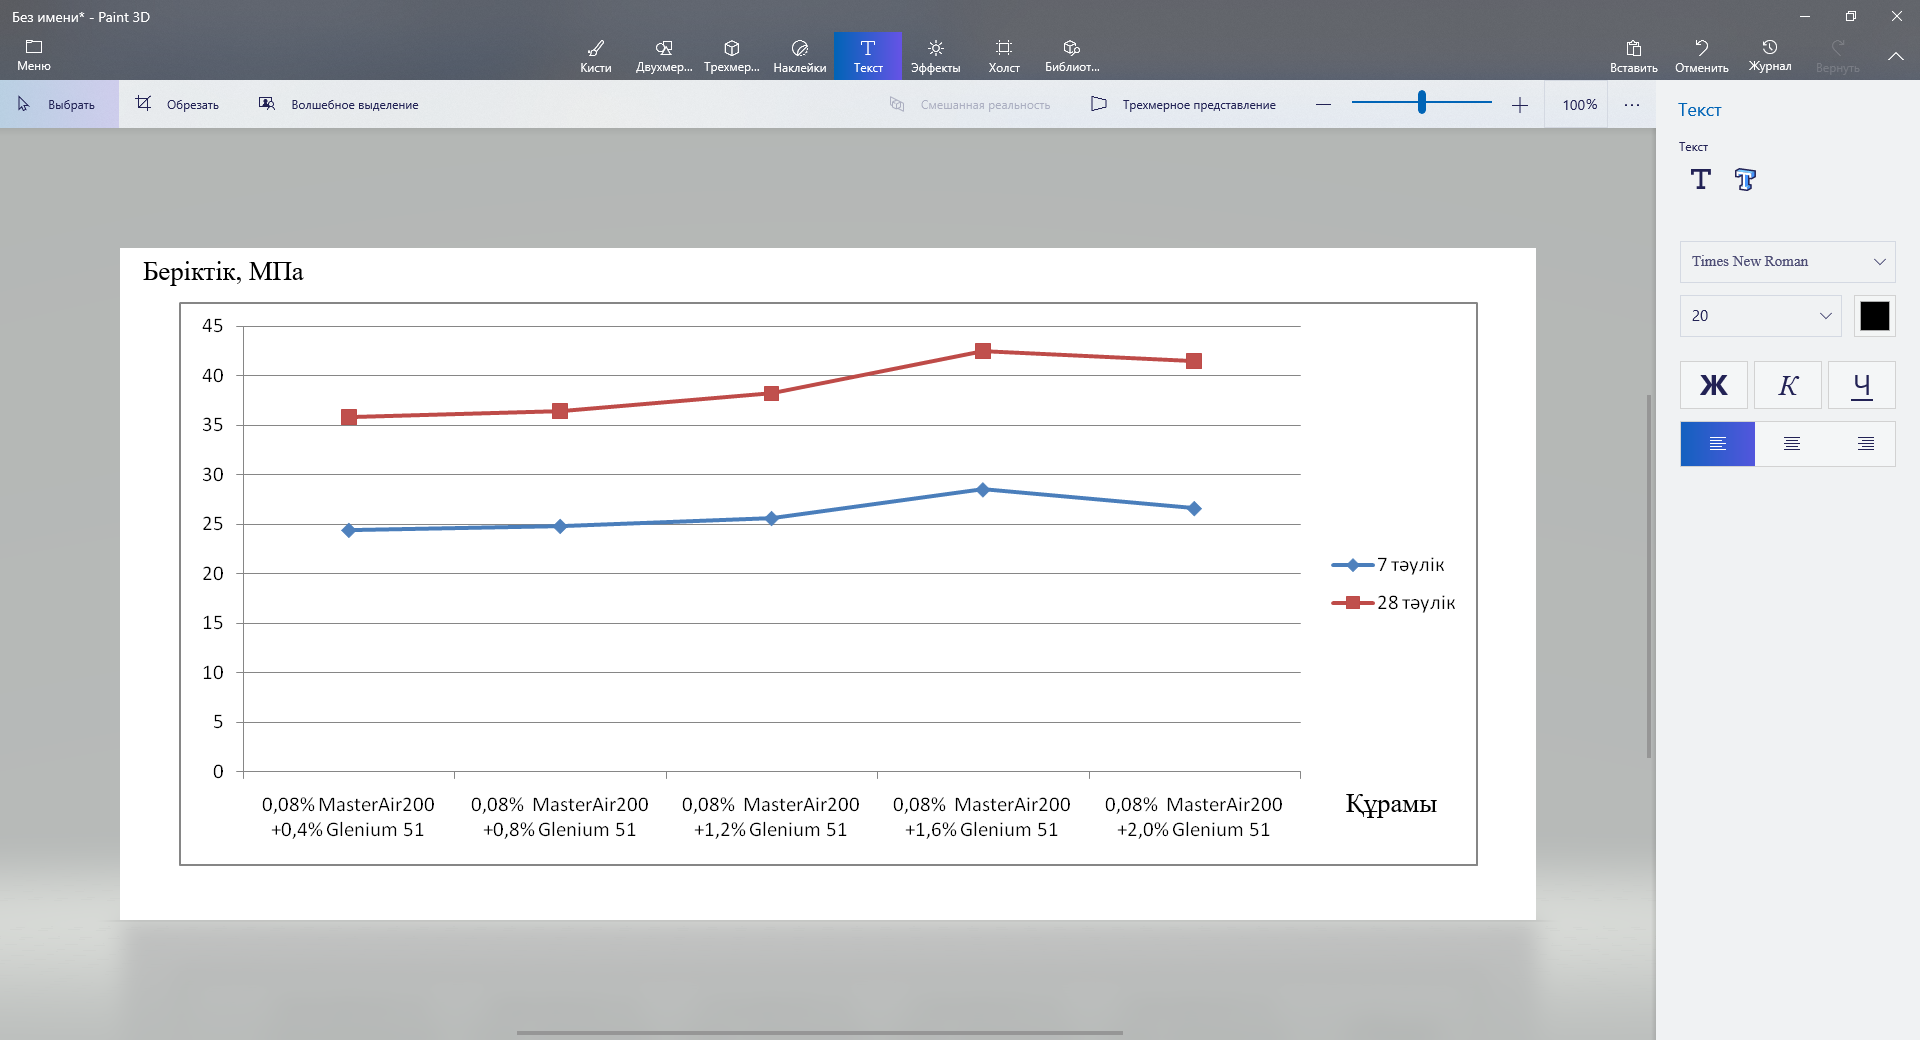 Без имени* - Paint 3D
Меню
Кисти
Двухмер...
Трехмер...
Наклейки
Текст
Эффекты
Холст
Библиот...
Вставить
Отменить
Журнал
Вернуть
Выбрать
Обрезать
Волшебное выделение
Смешанная реальность
Трехмерное представление
100%
Текст
Текст
Times New Roman
20
Ж К Ч
Беріктік, МПа
45
40
35
30
25
20
15
10
5
0
7 тәулік
28 тәулік
0,08% MasterAir200
+0,4% Glenium 51
0,08% MasterAir200
+0,8% Glenium 51
0,08% MasterAir200
+1,2% Glenium 51
0,08% MasterAir200
+1,6% Glenium 51
0,08% MasterAir200
+2,0% Glenium 51
Құрамы